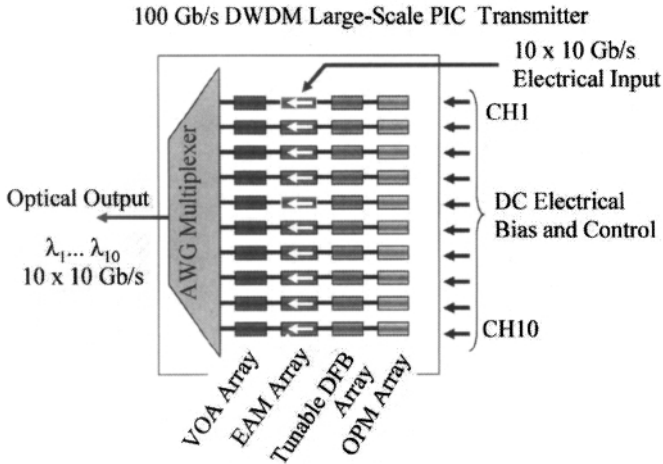 100 Gb/s DWDM Large-Scale PIC Transmitter
10 x 10 Gb/s
Electrical Input
CH1
AWG Multiplexer
Optical Output
λ1... λ10
10 x 10 Gb/s
DC Electrical
Bias and Control
CH10
VOA Array
EAM Array
Tunable DFB
Array
OPM Array